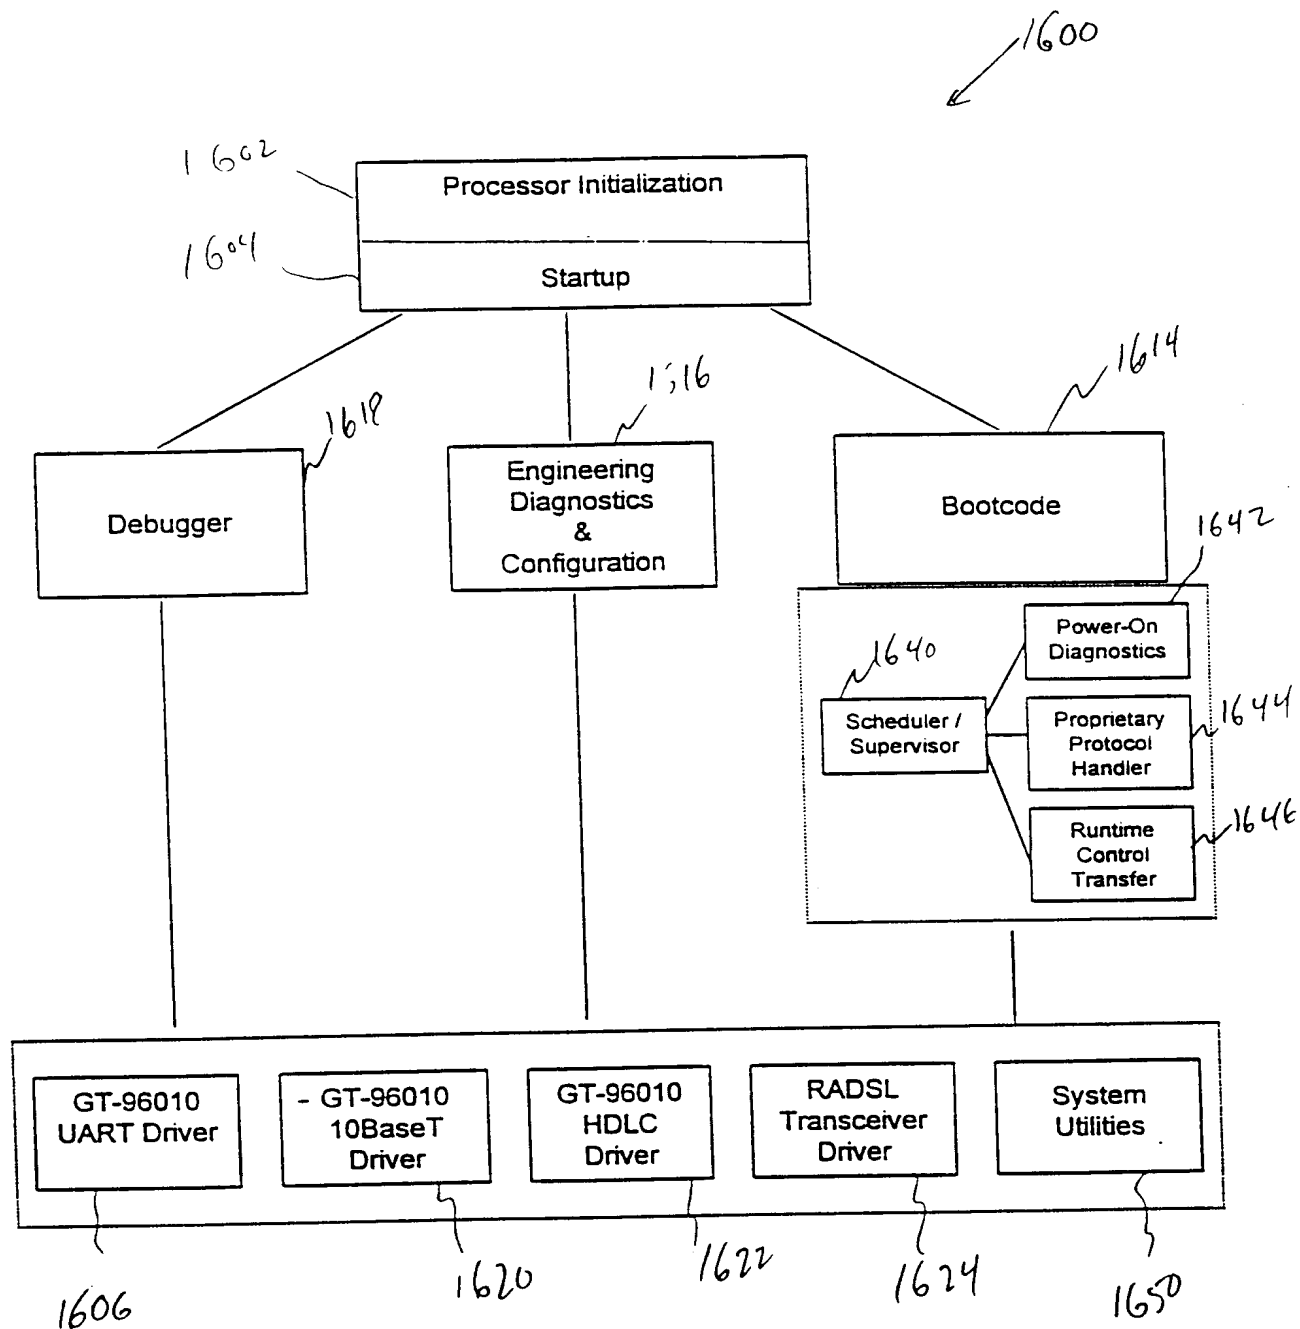 1600
1602
Processor Initialization
1604
Startup
1614
1618
Debugger
Engineering
Diagnostics
&
Configuration
Bootcode
1642
Power-On
Diagnostics
1640
Scheduler /
Supervisor
1644
Proprietary
Protocol
Handler
1646
Runtime
Control
Transfer
GT-96010
UART Driver
- GT-96010
10BaseT
Driver
GT-96010
HDLC
Driver
RADSL
Transceiver
Driver
System
Utilities
1606
1620
1622
1624
1650